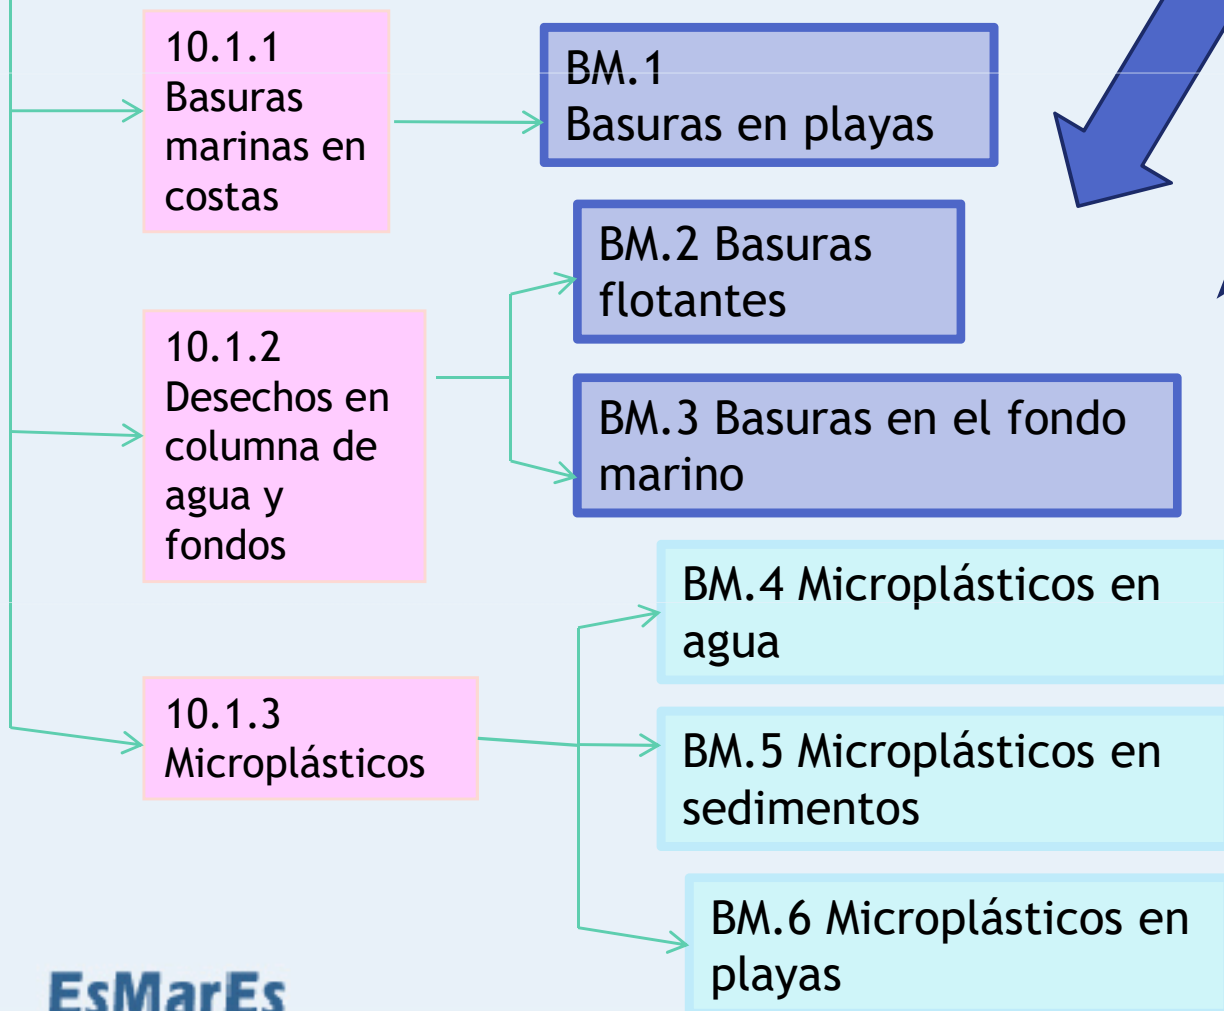 10.1.1
Basuras
marinas en
costas
BM.1
Basuras en playas
BM.2 Basuras
flotantes
10.1.2
Desechos en
columna de
agua y
fondos
BM.3 Basuras en el fondo
marino
BM.4 Microplásticos en
agua
10.1.3
Microplásticos
BM.5 Microplásticos en
sedimentos
BM.6 Microplásticos en
playas
EsMarEs